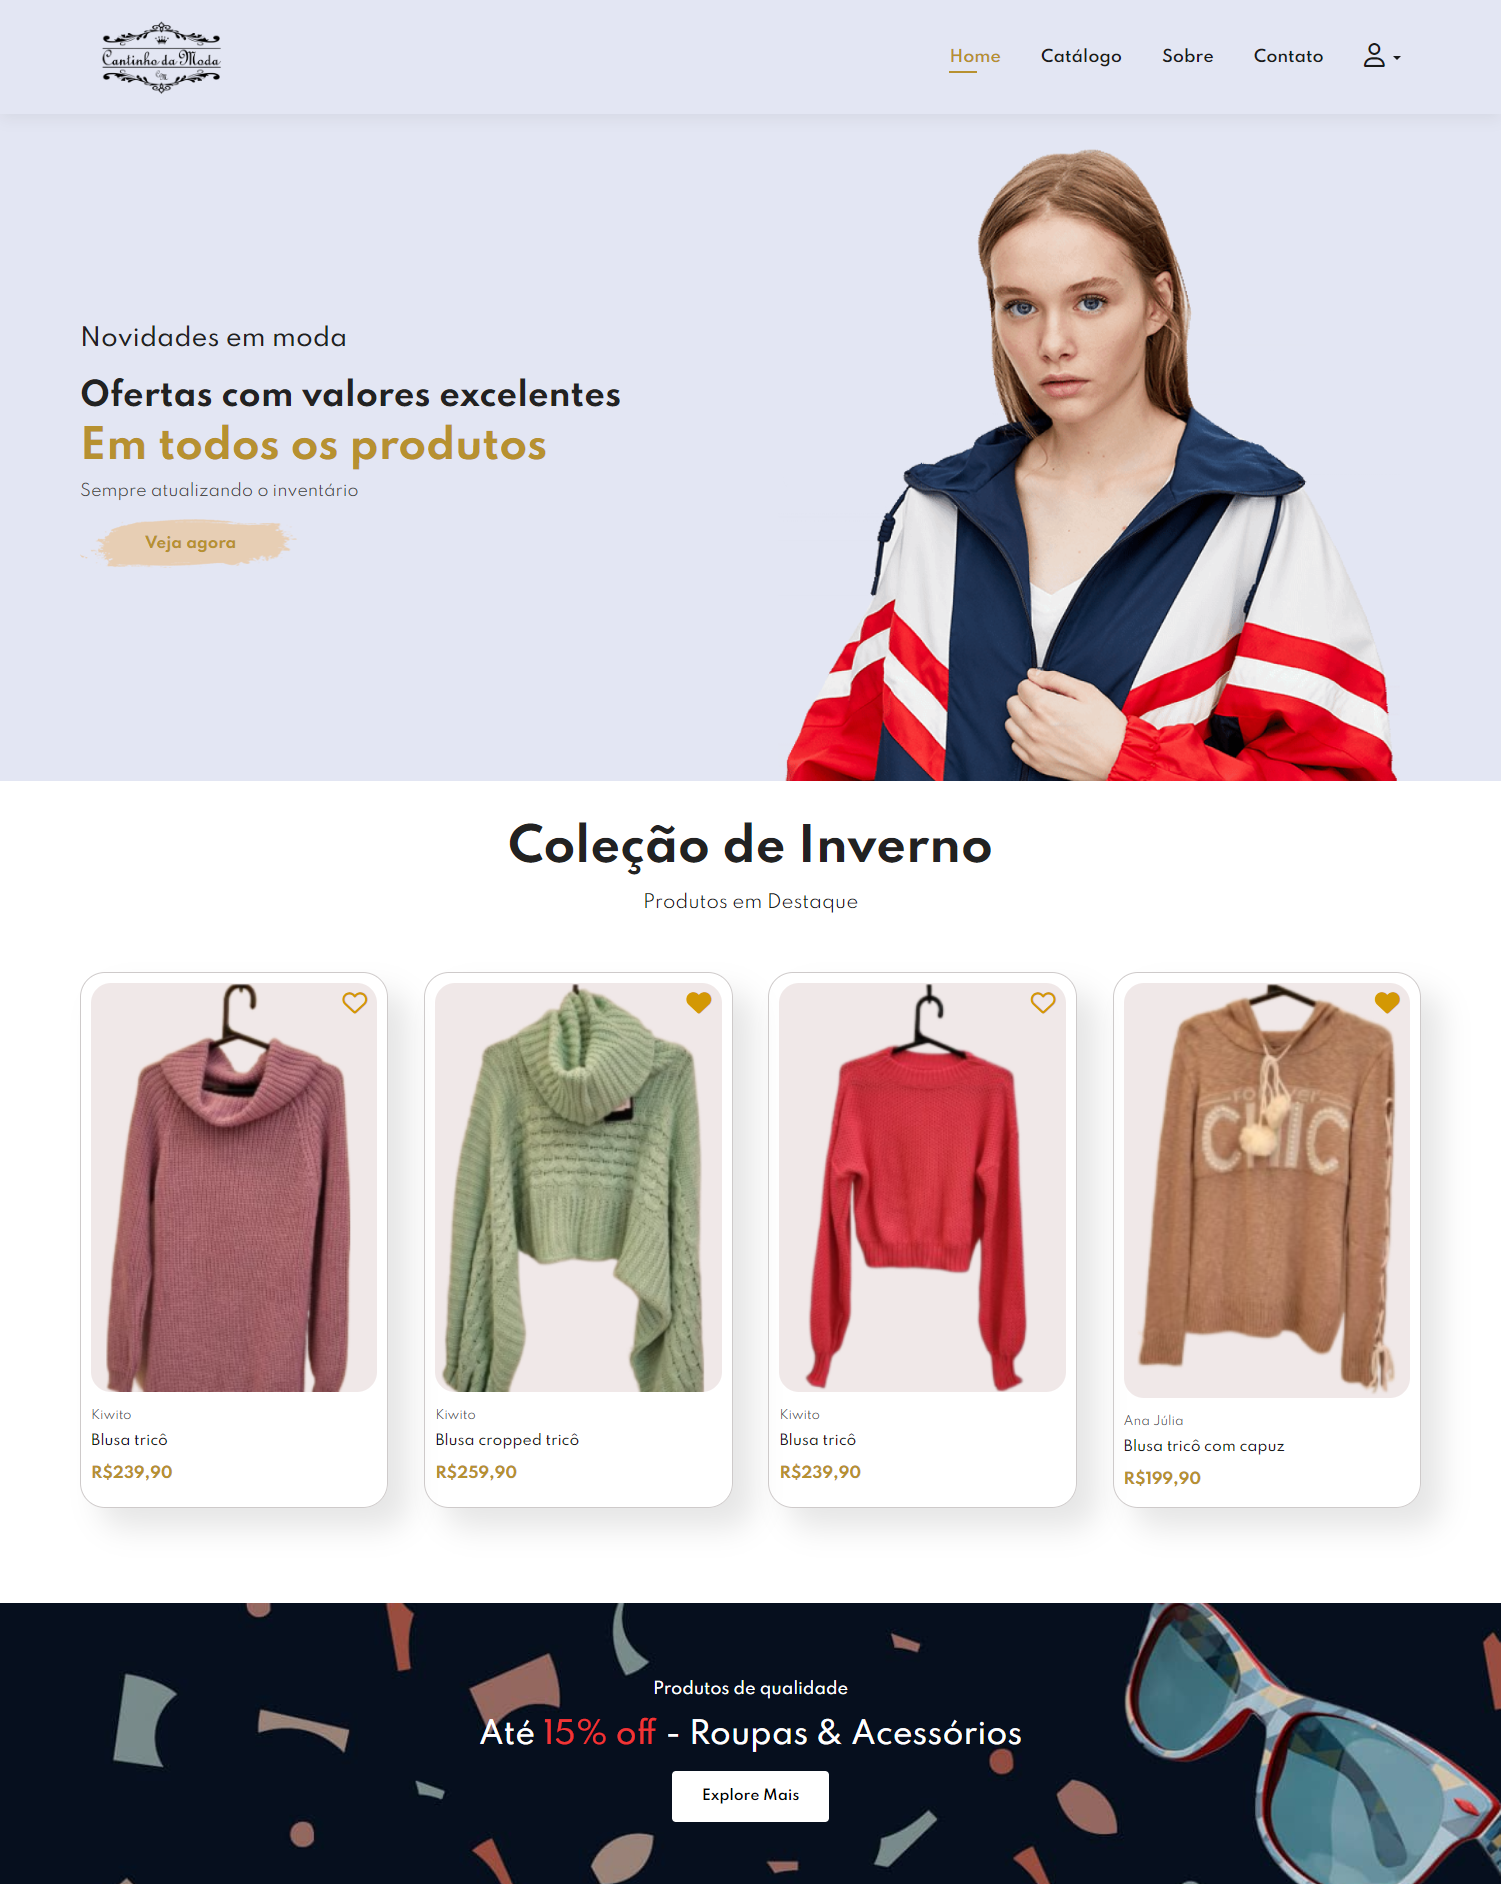 Cantinho da Moda
Home
Catálogo
Sobre
Contato
Novidades em moda
Ofertas com valores excelentes
Em todos os produtos
Sempre atualizando o inventário
Veja agora
Coleção de Inverno
Produtos em Destaque
Kiwito
Blusa tricô
R$239,90
Kiwito
Blusa cropped tricô
R$259,90
Kiwito
Blusa tricô
R$239,90
CHIC
Ana Júlia
Blusa tricô com capuz
R$199,90
Produtos de qualidade
Até 15% off - Roupas & Acessórios
Explore Mais